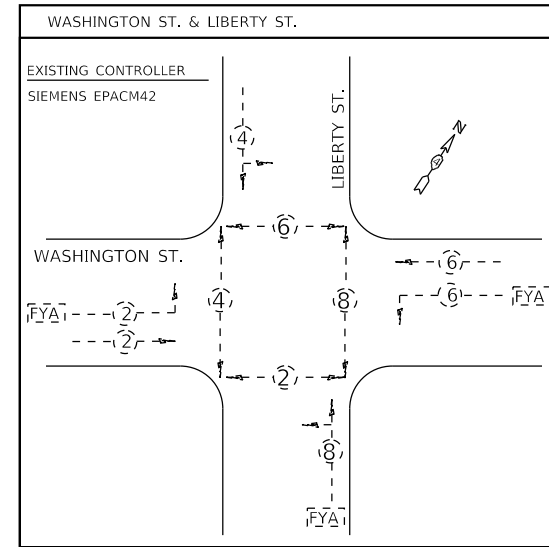 WASHINGTON ST. & LIBERTY ST.
EXISTING CONTROLLER
SIEMENS EPACM42
4
LIBERTY ST.
N
6
WASHINGTON ST.
6
FYA
2
4
8
6
FYA
2
2
8
FYA